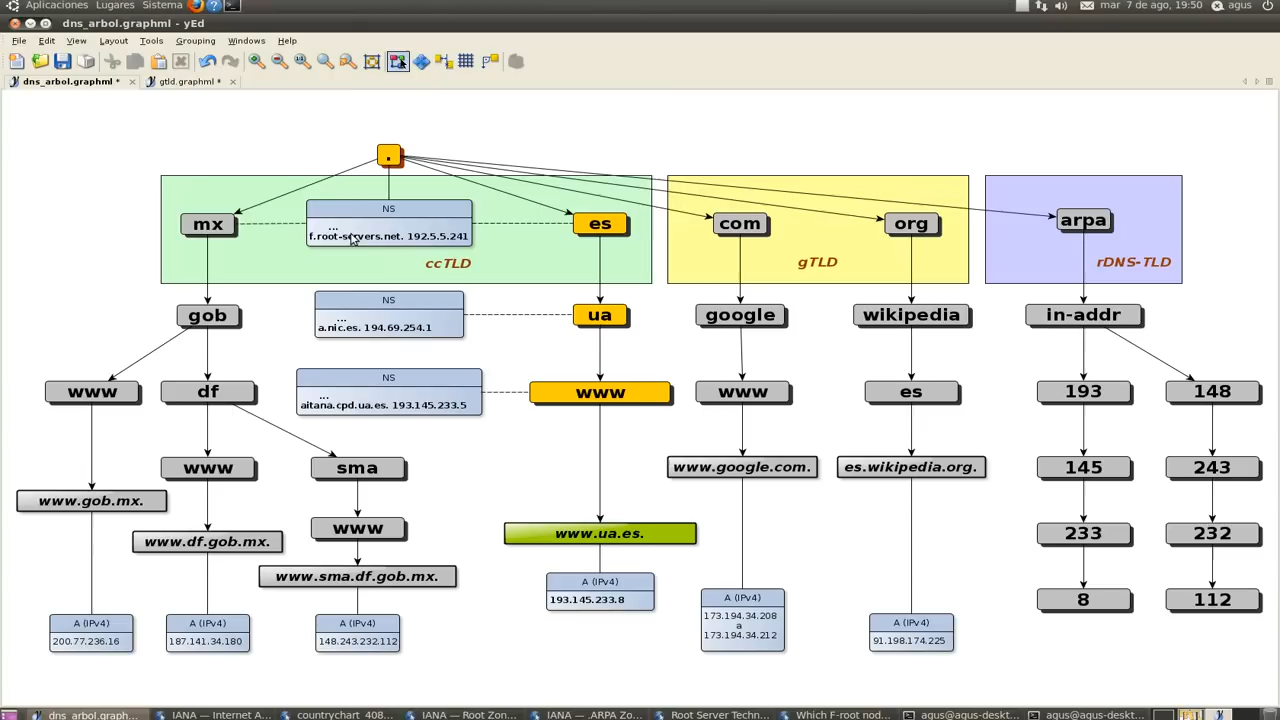 Aplicaciones Lugares Sistema
mar 7 de ago, 19:50 agus
dns_arbol.graphml - yEd
File Edit View Layout Tools Grouping Windows Help
dns_arbol.graphml * gtld.graphml *
.
mx
NS
...
f.root-servers.net. 192.5.5.241
es
com
org
arpa
ccTLD
gTLD
rDNS-TLD
gob
NS
...
a.nic.es. 194.69.254.1
ua
google
wikipedia
in-addr
www
df
NS
...
aitana.cpd.ua.es. 193.145.233.5
www
www
es
193
148
www
sma
www.google.com.
es.wikipedia.org.
145
243
www.gob.mx.
www
www.df.gob.mx.
www.ua.es.
233
232
www.sma.df.gob.mx.
A (IPv4)
193.145.233.8
A (IPv4)
173.194.34.208
a
173.194.34.212
8
112
A (IPv4)
200.77.236.16
A (IPv4)
187.141.34.180
A (IPv4)
148.243.232.112
A (IPv4)
91.198.174.225
dns_arbol.graph... IANA — Internet A... countrychart_408... IANA — Root Zon... IANA — .ARPA Zo... Root Server Techn... Which F-root nod... agus@agus-deskt... agus@agus-deskt...